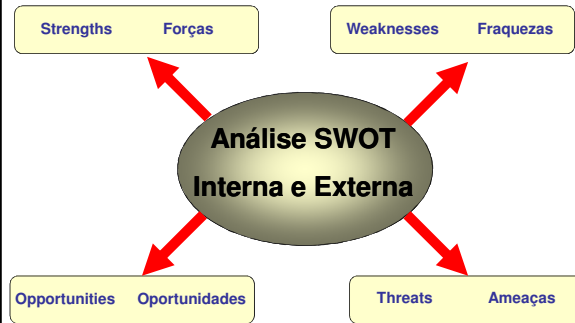 Strengths Forças
Weaknesses Fraquezas
Análise SWOT
Interna e Externa
Opportunities Oportunidades
Threats Ameaças